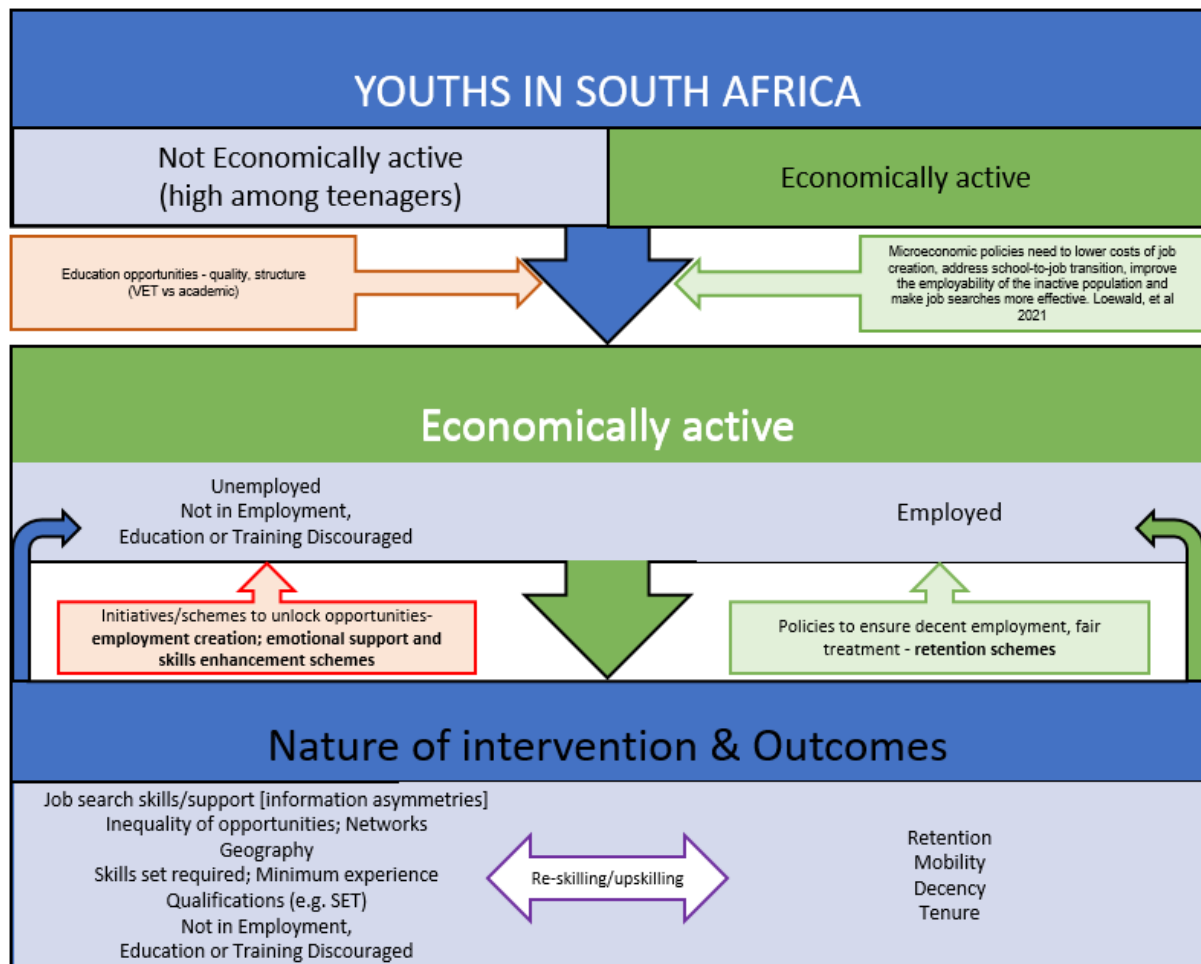 YOUTHS IN SOUTH AFRICA
Not Economically active
(high among teenagers)
Economically active
Education opportunities - quality, structure
(VET vs academic)
Microeconomic policies need to lower costs of job
creation, address school-to-job transition, improve
the employability of the inactive population and
make job searches more effective. Loewald, et al
2021
Economically active
Unemployed
Not in Employment,
Education or Training Discouraged
Employed
Initiatives/schemes to unlock opportunities-
employment creation; emotional support and
skills enhancement schemes
Policies to ensure decent employment, fair
treatment - retention schemes
Nature of intervention & Outcomes
Job search skills/support [information asymmetries]
Inequality of opportunities; Networks
Geography
Skills set required; Minimum experience
Qualifications (e.g. SET)
Not in Employment,
Education or Training Discouraged
Re-skilling/upskilling
Retention
Mobility
Decency
Tenure